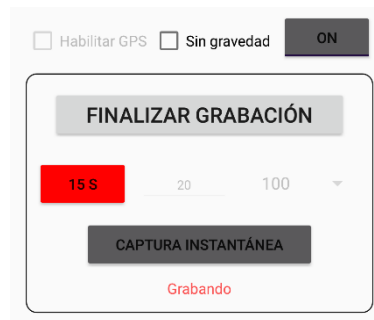 Habilitar GPS Sin gravedad ON
FINALIZAR GRABACIÓN
15 S 20 100
CAPTURA INSTANTÁNEA
Grabando